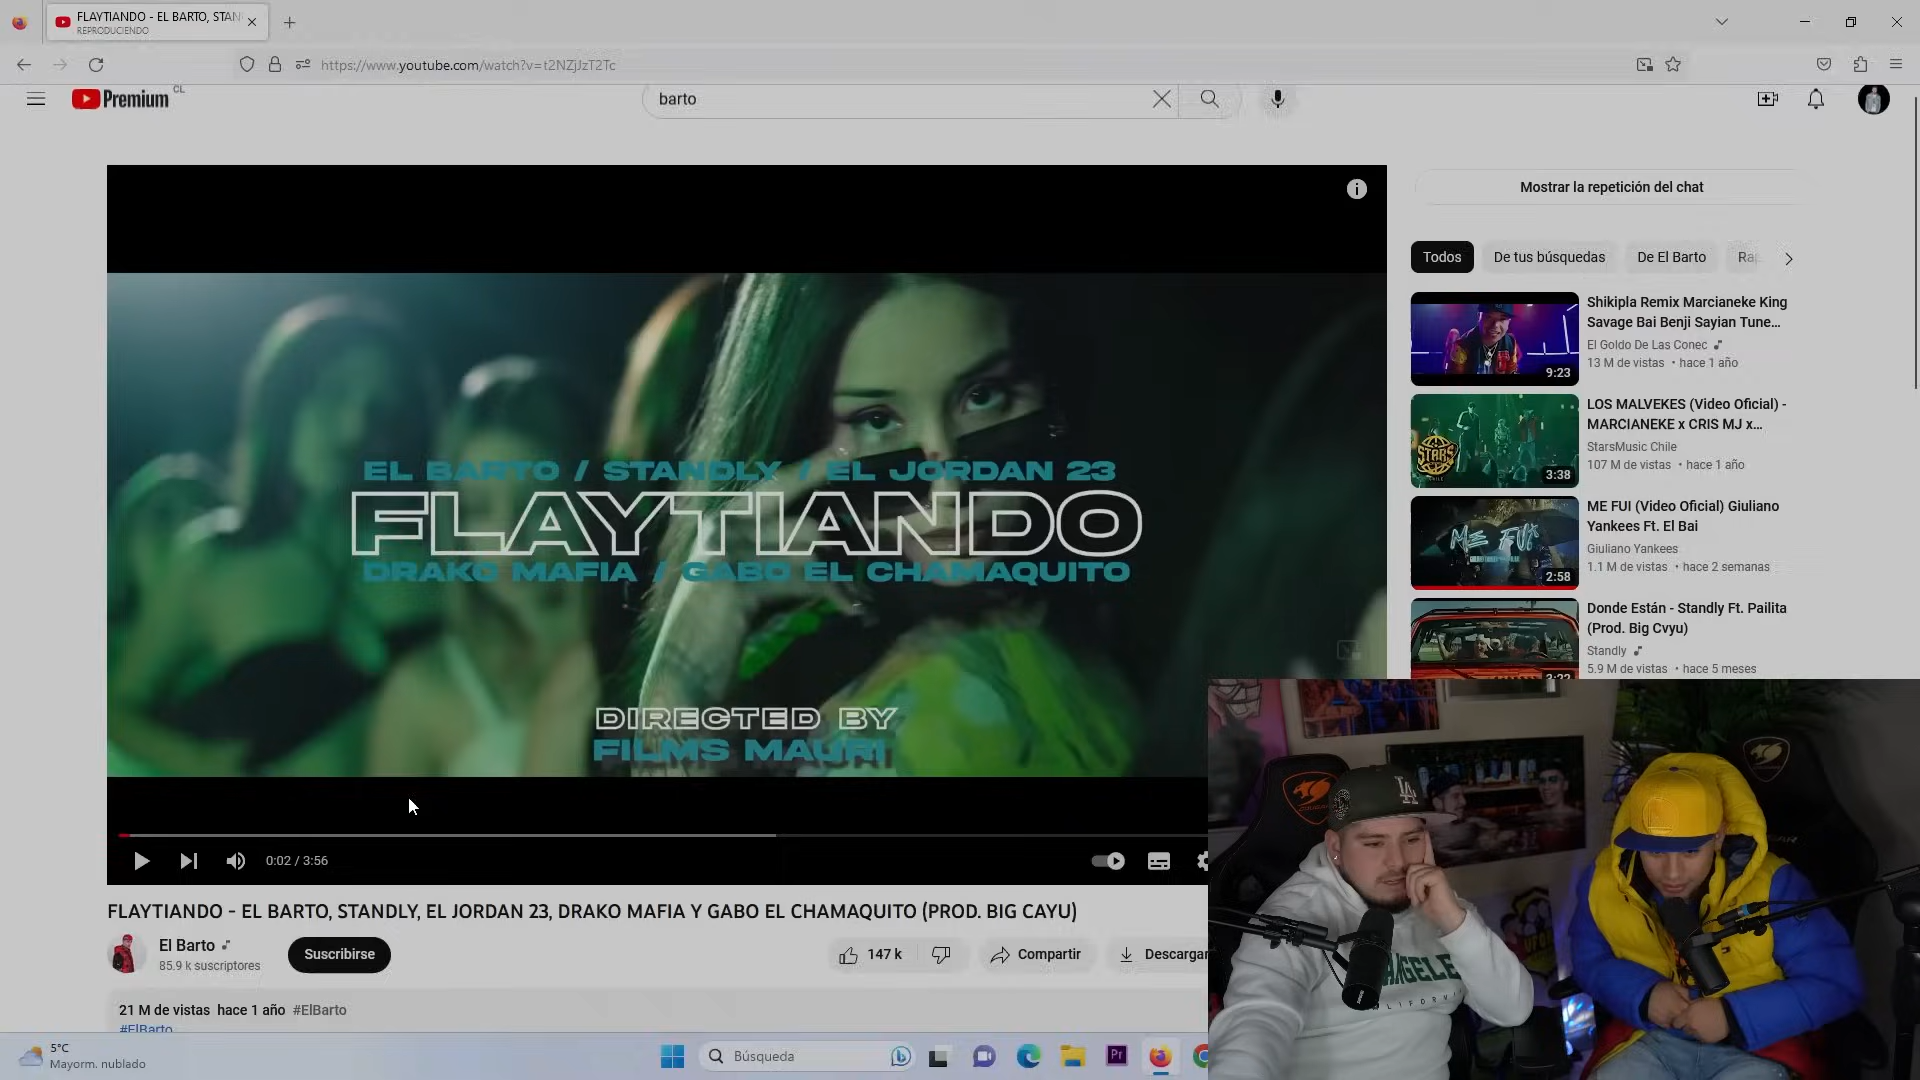 FLAYTIANDO - EL BARTO, STAN
REPRODUCIENDO
https://www.youtube.com/watch?v=t2NZjJzT2Tc
Premium CL
barto
Mostrar la repetición del chat
Todos
De tus búsquedas
De El Barto
Rap
EL BARTO / STANDLY / EL JORDAN 23
FLAYTIANDO
DRAKO MAFIA / GABO EL CHAMAQUITO
DIRECTED BY
FILMS MAURI
Shikipla Remix Marcianeke King
Savage Bai Benji Sayian Tune...
El Goldo De Las Conec
13 M de vistas • hace 1 año
9:23
LOS MALVEKES (Video Oficial) -
MARCIANEKE x CRIS MJ x...
StarsMusic Chile
107 M de vistas • hace 1 año
STARS
3:38
ME FUI (Video Oficial) Giuliano
Yankees Ft. El Bai
Giuliano Yankees
1.1 M de vistas • hace 2 semanas
ME FUI
2:58
Donde Están - Standly Ft. Pailita
(Prod. Big Cvyu)
Standly
5.9 M de vistas • hace 5 meses
0:02 / 3:56
FLAYTIANDO - EL BARTO, STANDLY, EL JORDAN 23, DRAKO MAFIA Y GABO EL CHAMAQUITO (PROD. BIG CAYU)
El Barto
85.9 k suscriptores
Suscribirse
147 k
Compartir
Descargar
21 M de vistas hace 1 año #ElBarto
#ElBarto
LA
5°C
Mayorm. nublado
Búsqueda
Pr